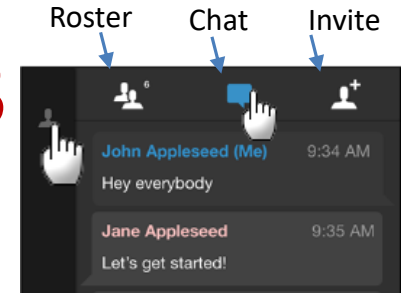 Roster Chat Invite
6
John Appleseed (Me) 9:34 AM
Hey everybody
Jane Appleseed 9:35 AM
Let's get started!